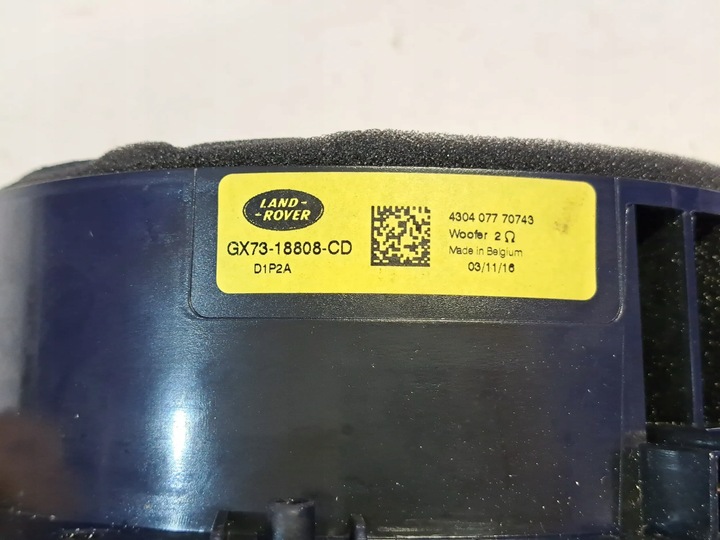 LAND-
-ROVER
GX73-18808-CD
D1P2A
4304 077 70743
Woofer 2 Ω
Made in Belgium
03/11/16